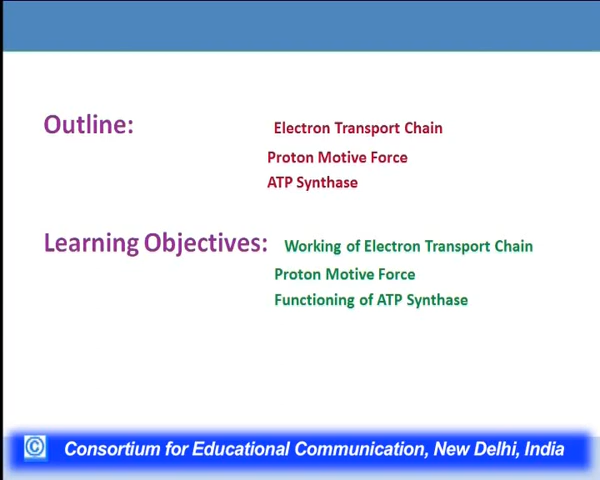 Outline: Electron Transport Chain
Proton Motive Force
ATP Synthase
Learning Objectives: Working of Electron Transport Chain
Proton Motive Force
Functioning of ATP Synthase
© Consortium for Educational Communication, New Delhi, India